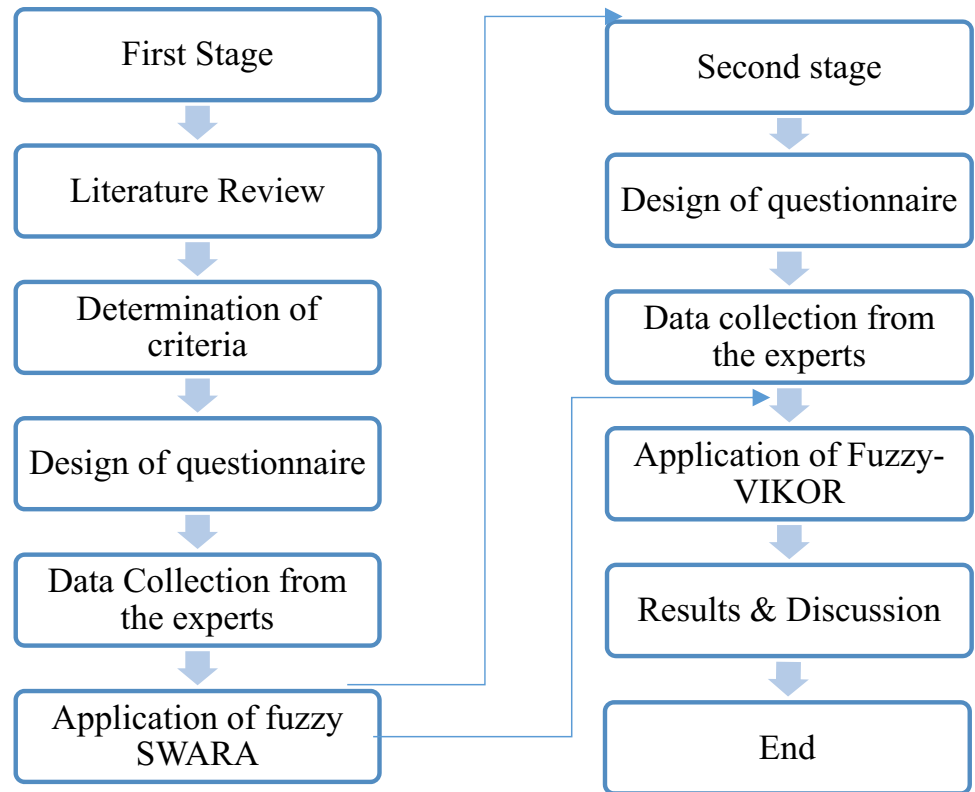 First Stage
Literature Review
Determination of
criteria
Design of questionnaire
Data Collection from
the experts
Application of fuzzy
SWARA
Second stage
Design of questionnaire
Data collection from
the experts
Application of Fuzzy-
VIKOR
Results & Discussion
End